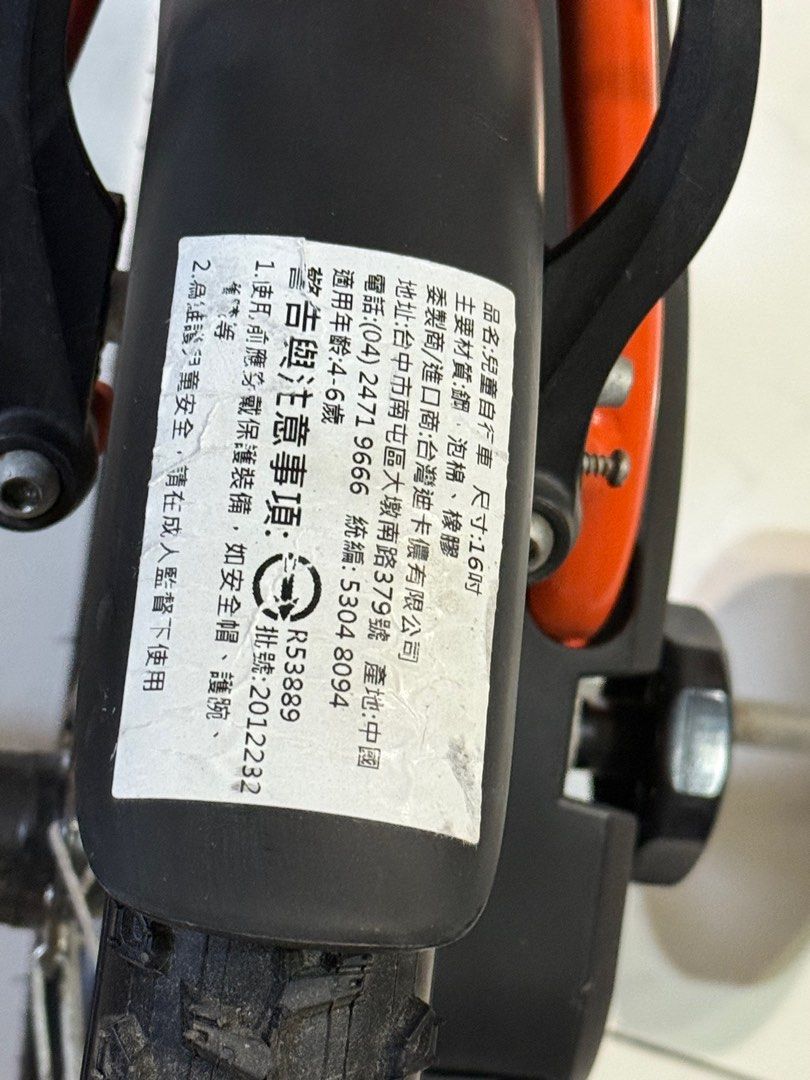 品名:兒童自行車 尺寸:16吋
主要材質:鋼、泡棉、橡膠
委製商/進口商:台灣迪卡儂有限公司
地址:台中市南屯區大墩南路379號 產地:中國
電話:(04) 2471 9666 統編: 5304 8094
適用年齡:4-6歲
警告與注意事項:
R53889
批號:2012232
1.使用前應穿戴保護裝備，如安全帽、護腕、
等
2.為維護兒童安全，請在成人監督下使用